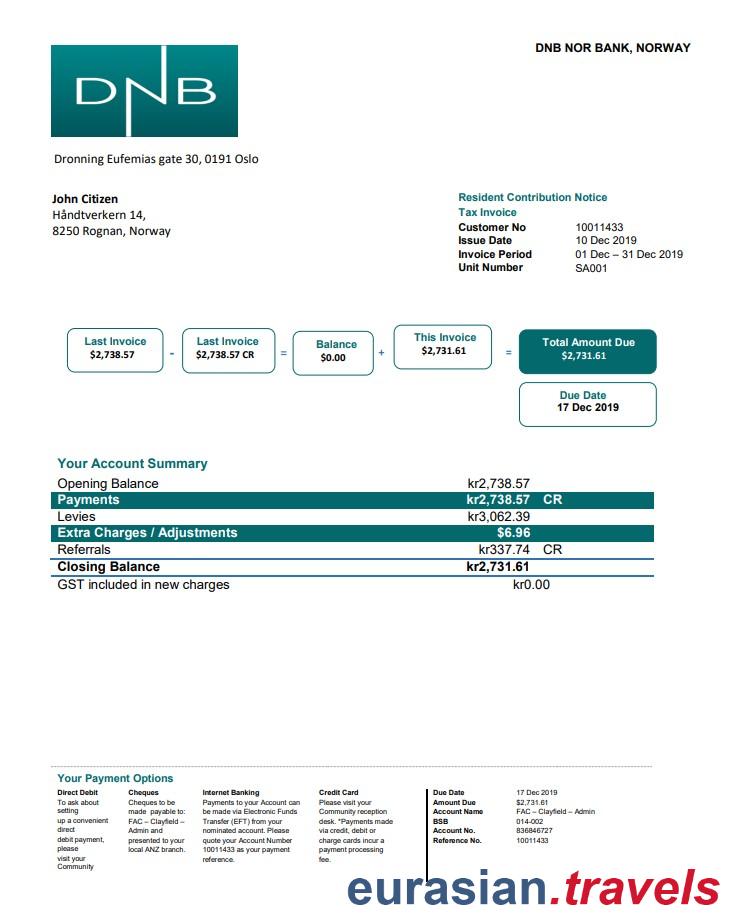 DNB NOR BANK, NORWAY
DNB
Dronning Eufemias gate 30, 0191 Oslo
John Citizen
Håndtverkern 14,
8250 Rognan, Norway
Resident Contribution Notice
Tax Invoice
Customer No 10011433
Issue Date 10 Dec 2019
Invoice Period 01 Dec – 31 Dec 2019
Unit Number SA001
Last Invoice
$2,738.57
-
Last Invoice
$2,738.57 CR
=
Balance
$0.00
+
This Invoice
$2,731.61
=
Total Amount Due
$2,731.61
Due Date
17 Dec 2019
Your Account Summary
Opening Balance kr2,738.57
Payments kr2,738.57 CR
Levies kr3,062.39
Extra Charges / Adjustments $6.96
Referrals kr337.74 CR
Closing Balance kr2,731.61
GST included in new charges kr0.00
Your Payment Options
Direct Debit
To ask about
setting
up a convenient
direct
debit payment,
please
visit your
Community
Cheques
Cheques to be
made payable to:
FAC – Clayfield –
Admin and
presented to your
local ANZ branch.
Internet Banking
Payments to your Account can
be made via Electronic Funds
Transfer (EFT) from your
nominated account. Please
quote your Account Number
10011433 as your payment
reference.
Credit Card
Please visit your
Community reception
desk. *Payments made
via credit, debit or
charge cards incur a
payment processing
fee.
Due Date 17 Dec 2019
Amount Due $2,731.61
Account Name FAC – Clayfield – Admin
BSB 014-002
Account No. 836846727
Reference No. 10011433
eurasian.travels